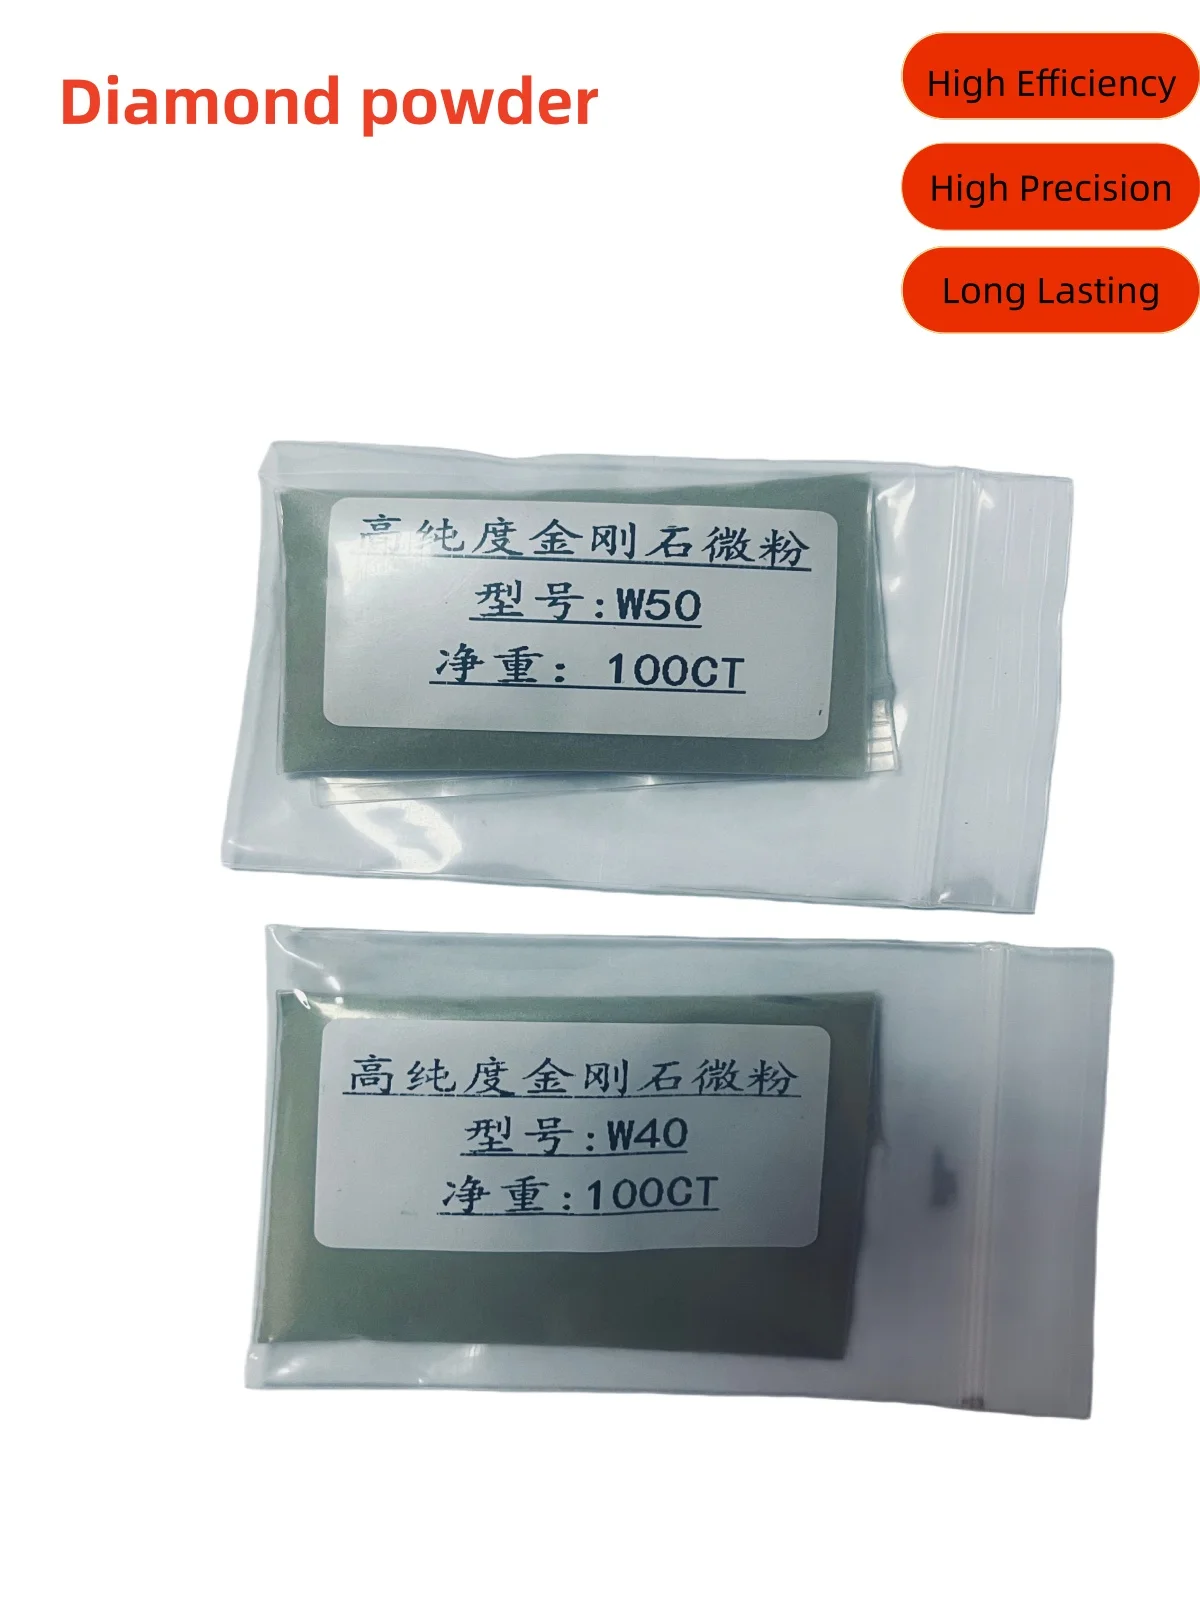 Diamond powder
High Efficiency
High Precision
Long Lasting
高纯度金刚石微粉
型号:W50
净重: 100CT
高纯度金刚石微粉
型号:W40
净重:100CT